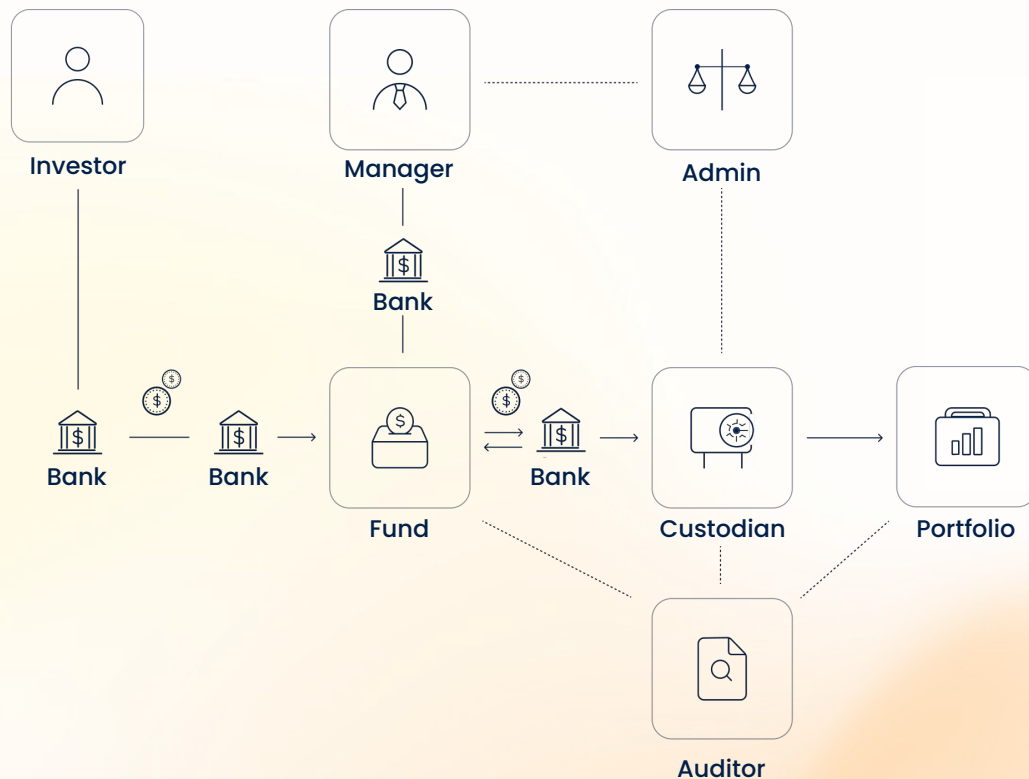 Investor
Manager
Admin
$
Bank
$
$
$
$
$
$
$
$
Bank
Bank
Bank
Fund
Custodian
Portfolio
Auditor